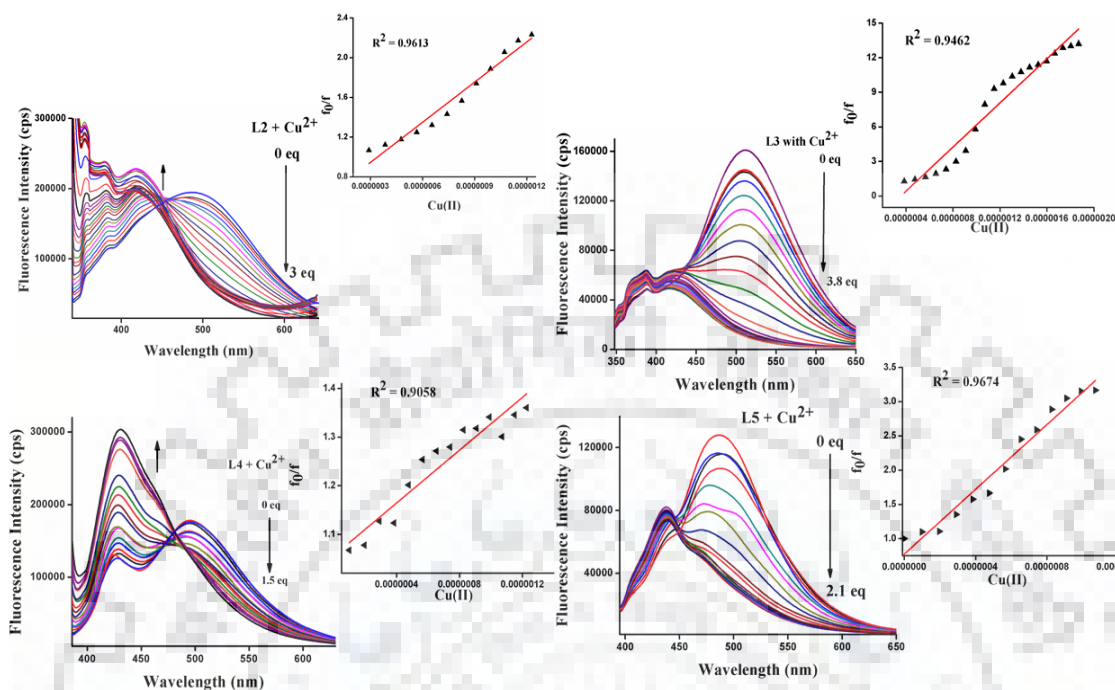 R² = 0.9613
f₀/f
2.4
2.0
1.6
1.2
0.8
0.0000003 0.0000006 0.0000009 0.0000012
Cu(II)
L2 + Cu²⁺
0 eq
3 eq
Fluorescence Intensity (cps)
300000
200000
100000
400 500 600
Wavelength (nm)
R² = 0.9462
f₀/f
15
12
9
6
3
0
0.0000004 0.0000008 0.0000012 0.0000016 0.0000020
Cu(II)
L3 with Cu²⁺
0 eq
3.8 eq
Fluorescence Intensity (cps)
160000
120000
80000
40000
0
350 400 450 500 550 600 650
Wavelength (nm)
R² = 0.9058
f₀/f
1.4
1.3
1.2
1.1
0.0000004 0.0000008 0.0000012
Cu(II)
L4 + Cu²⁺
0 eq
1.5 eq
Fluorescence Intensity (cps)
300000
200000
100000
400 450 500 550 600
Wavelength (nm)
R² = 0.9674
f₀/f
3.5
3.0
2.5
2.0
1.5
1.0
0.0000000 0.0000004 0.0000008
Cu(II)
L5 + Cu²⁺
0 eq
2.1 eq
Fluorescence Intensity (cps)
120000
80000
40000
400 450 500 550 600 650
Wavelength (nm)